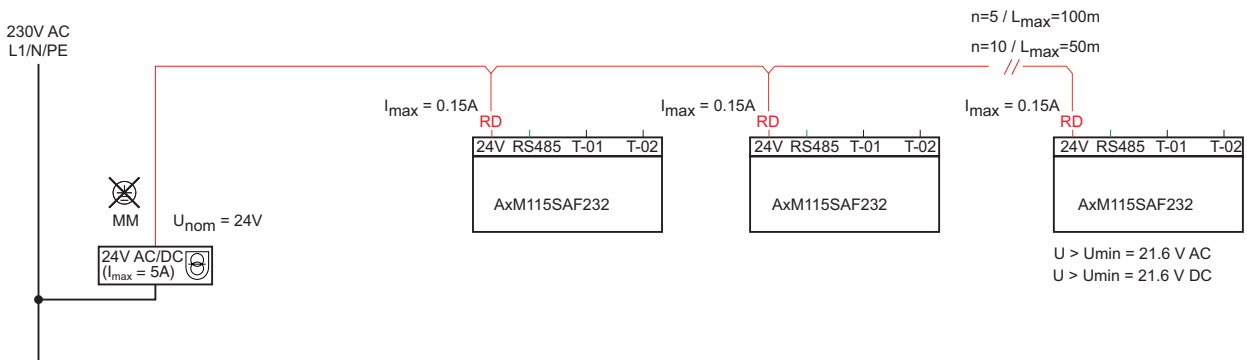 230V AC
L1/N/PE
n=5 / Lmax=100m
n=10 / Lmax=50m
Imax = 0.15A
RD
Imax = 0.15A
RD
Imax = 0.15A
RD
24V RS485 T-01 T-02
24V RS485 T-01 T-02
24V RS485 T-01 T-02
AxM115SAF232
AxM115SAF232
AxM115SAF232
MM
Unom = 24V
24V AC/DC
(Imax = 5A)
U > Umin = 21.6 V AC
U > Umin = 21.6 V DC